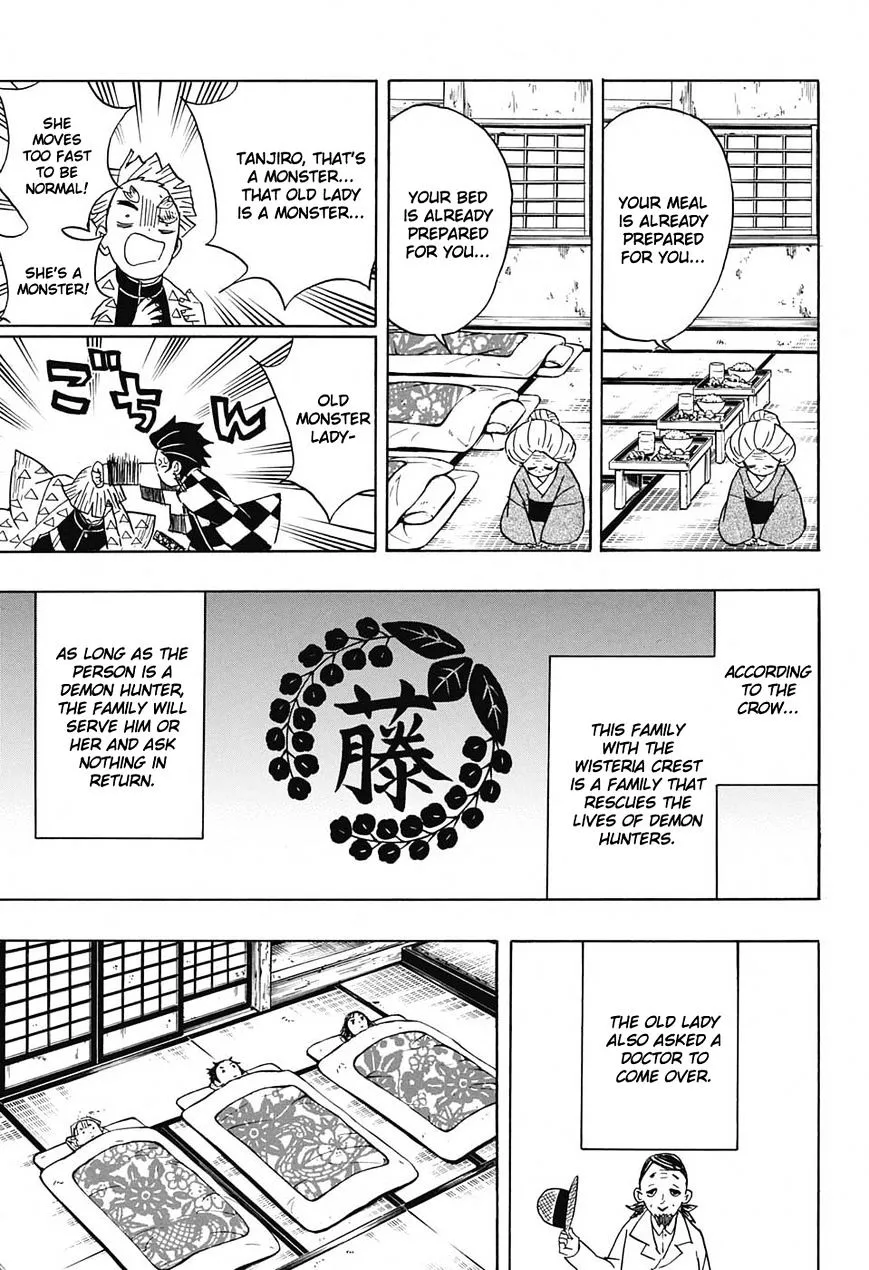 YOUR MEAL
IS ALREADY
PREPARED
FOR YOU...
YOUR BED
IS ALREADY
PREPARED
FOR YOU...
TANJIRO, THAT'S
A MONSTER...
THAT OLD LADY
IS A MONSTER...
SHE
MOVES
TOO FAST
TO BE
NORMAL!
SHE'S A
MONSTER!
OLD
MONSTER
LADY-
ごちん
ACCORDING
TO THE
CROW...
THIS FAMILY
WITH THE
WISTERIA CREST
IS A FAMILY THAT
RESCUES THE
LIVES OF DEMON
HUNTERS.
藤
AS LONG AS THE
PERSON IS A
DEMON HUNTER,
THE FAMILY WILL
SERVE HIM OR
HER AND ASK
NOTHING IN
RETURN.
THE OLD LADY
ALSO ASKED A
DOCTOR TO
COME OVER.